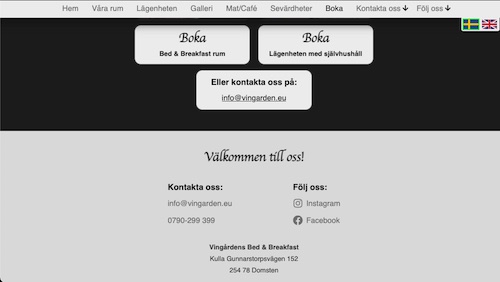 Hem Våra rum Lägenheten Galleri Mat/Café Sevärdheter Boka Kontakta oss Följ oss:
Boka
Bed & Breakfast rum
Boka
Lägenheten med självhushåll
Eller kontakta oss på:
info@vingarden.eu
Välkommen till oss!
Kontakta oss:
info@vingarden.eu
0790-299 399
Följ oss:
Instagram
Facebook
Vingårdens Bed & Breakfast
Kulla Gunnarstorpsvägen 152
254 78 Domsten